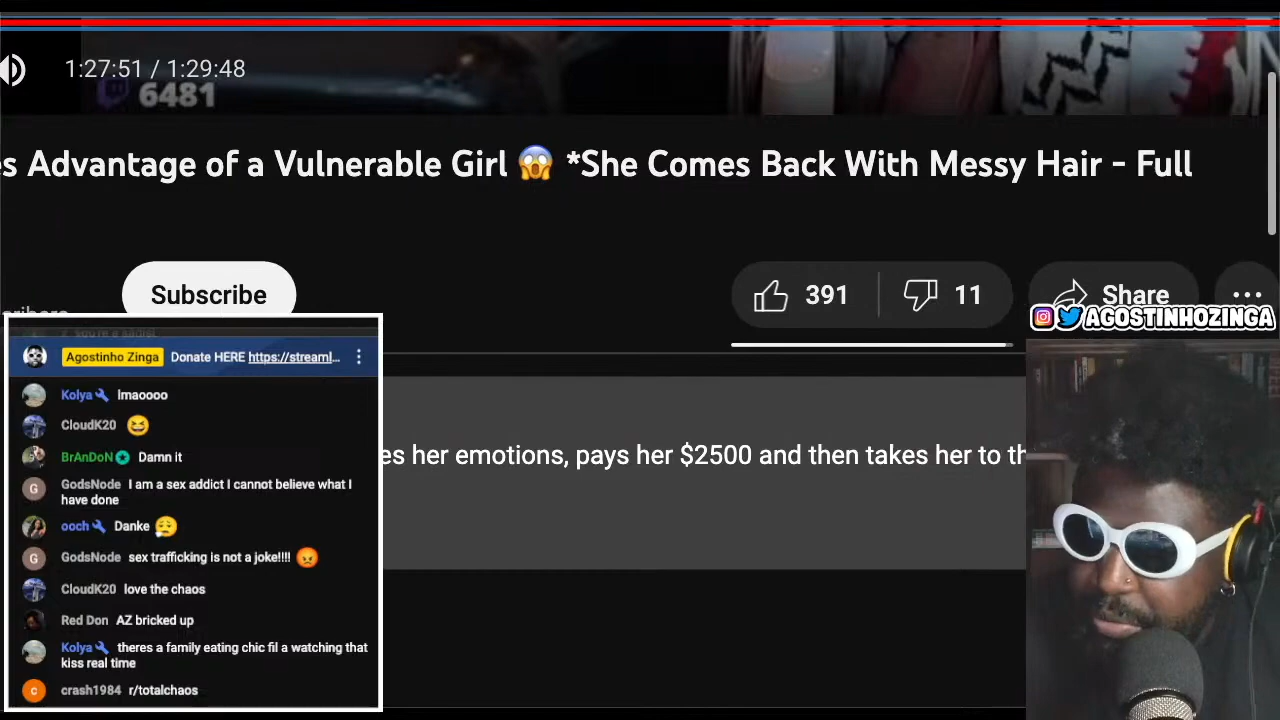 1:27:51 / 1:29:48
6481
es Advantage of a Vulnerable Girl 😱 *She Comes Back With Messy Hair - Full
Subscribe
391
11
Share
AGOSTINHOZINGA
you're a sadist
Agostinho Zinga Donate HERE https://streaml...
Kolya lmaoooo
CloudK20 😆
BrAnDoN Damn it
GodsNode I am a sex addict I cannot believe what I
have done
ooch Danke 😮‍💨
GodsNode sex trafficking is not a joke!!!! 😡
CloudK20 love the chaos
Red Don AZ bricked up
Kolya theres a family eating chic fil a watching that
kiss real time
crash1984 r/totalchaos
es her emotions, pays her $2500 and then takes her to th